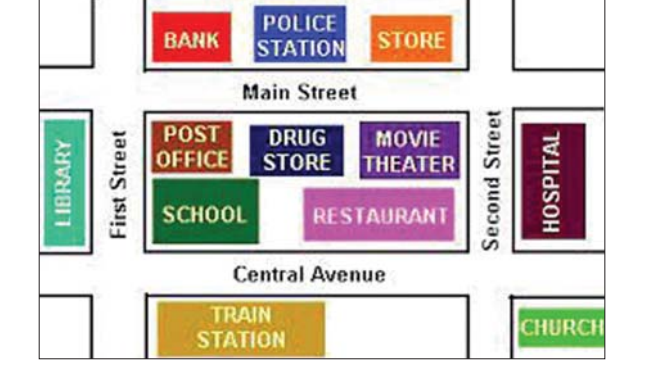 BANK
POLICE
STATION
STORE
Main Street
LIBRARY
First Street
POST
OFFICE
DRUG
STORE
MOVIE
THEATER
SCHOOL
RESTAURANT
Second Street
HOSPITAL
Central Avenue
TRAIN
STATION
CHURCH